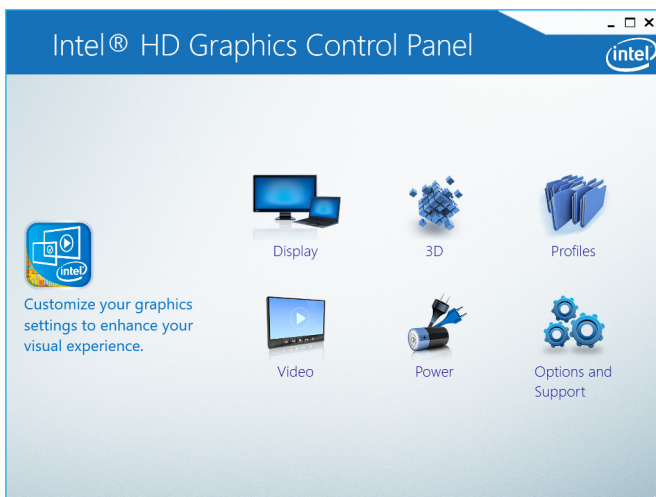 Intel® HD Graphics Control Panel
intel
Display
3D
Profiles
intel
Customize your graphics
settings to enhance your
visual experience.
Video
Power
Options and
Support